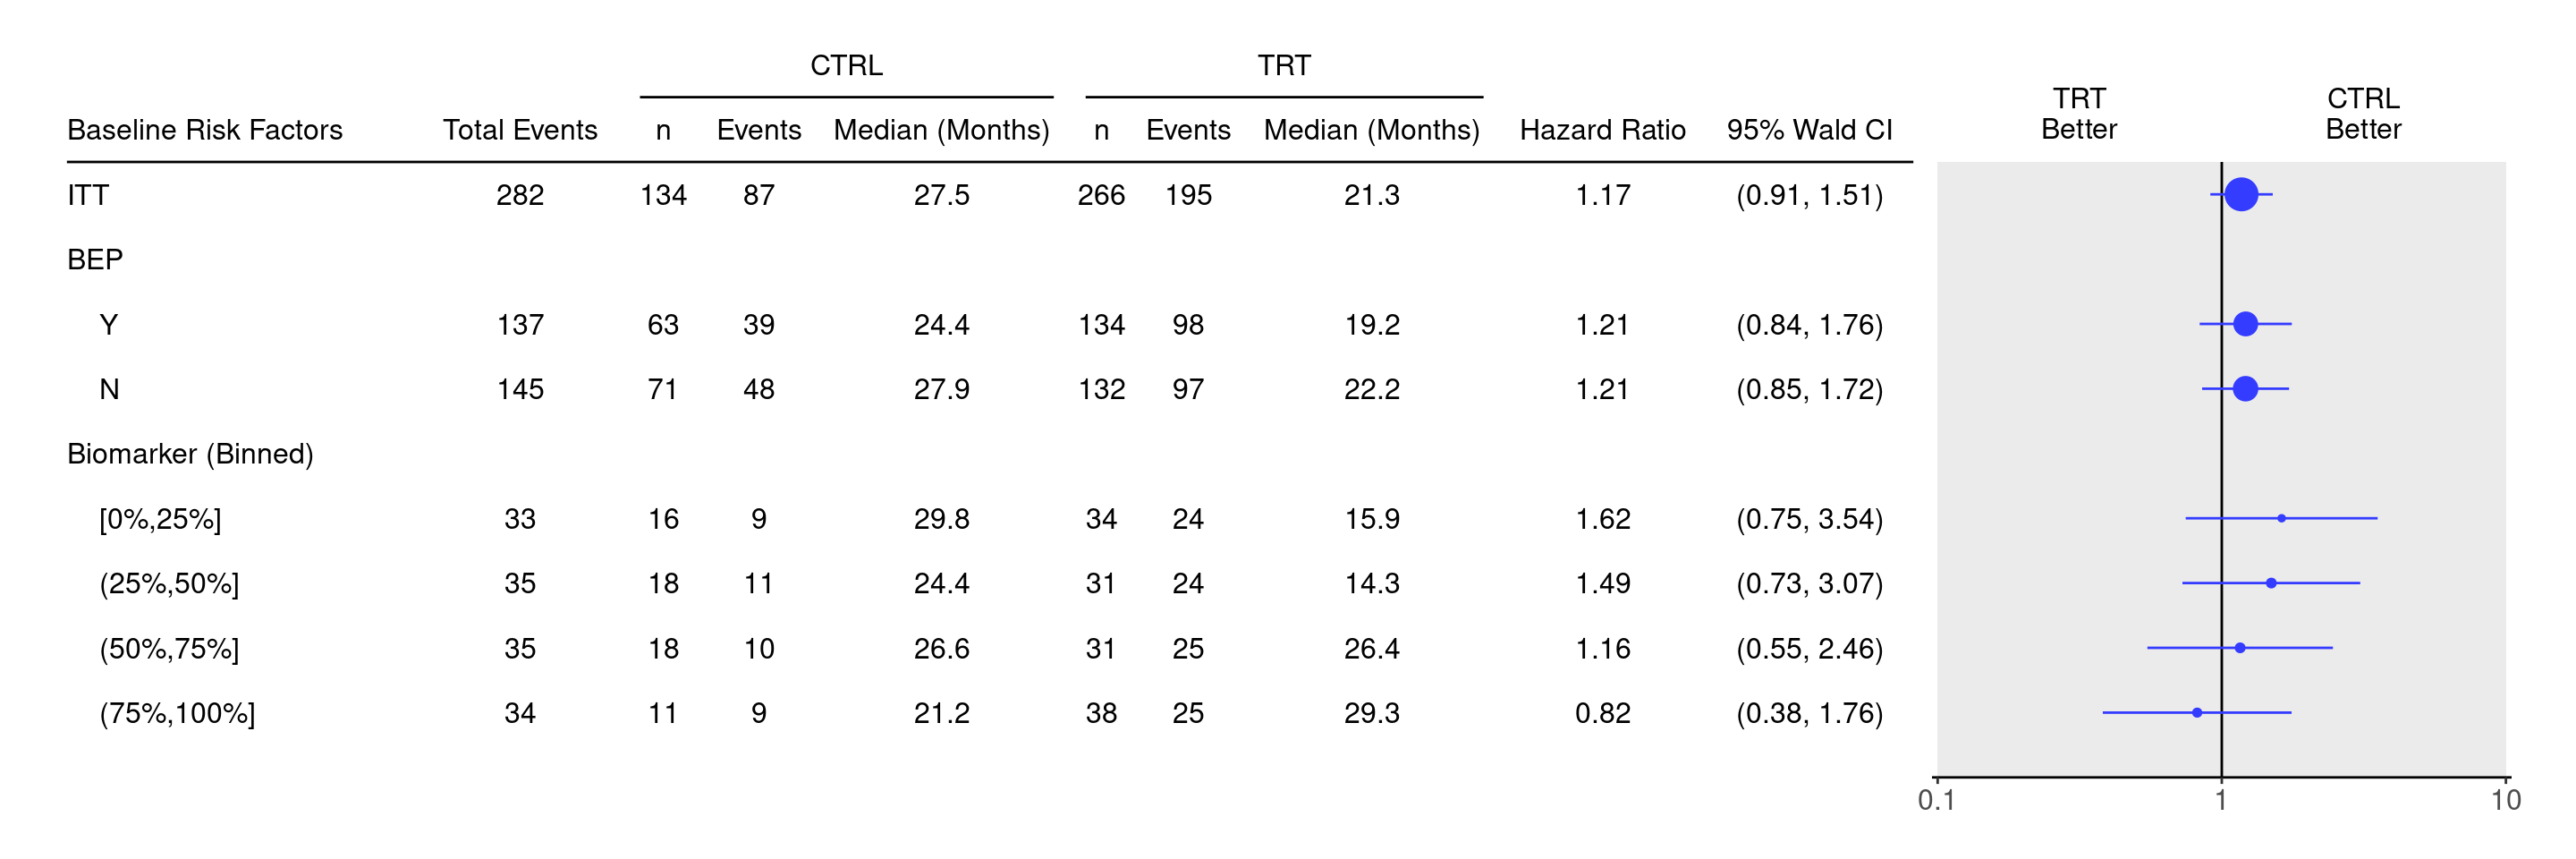 CTRL TRT
TRT CTRL
Baseline Risk Factors Total Events n Events Median (Months) n Events Median (Months) Hazard Ratio 95% Wald CI Better Better
ITT 282 134 87 27.5 266 195 21.3 1.17 (0.91, 1.51)
BEP
Y 137 63 39 24.4 134 98 19.2 1.21 (0.84, 1.76)
N 145 71 48 27.9 132 97 22.2 1.21 (0.85, 1.72)
Biomarker (Binned)
[0%,25%] 33 16 9 29.8 34 24 15.9 1.62 (0.75, 3.54)
(25%,50%] 35 18 11 24.4 31 24 14.3 1.49 (0.73, 3.07)
(50%,75%] 35 18 10 26.6 31 25 26.4 1.16 (0.55, 2.46)
(75%,100%] 34 11 9 21.2 38 25 29.3 0.82 (0.38, 1.76)
0.1 1 10